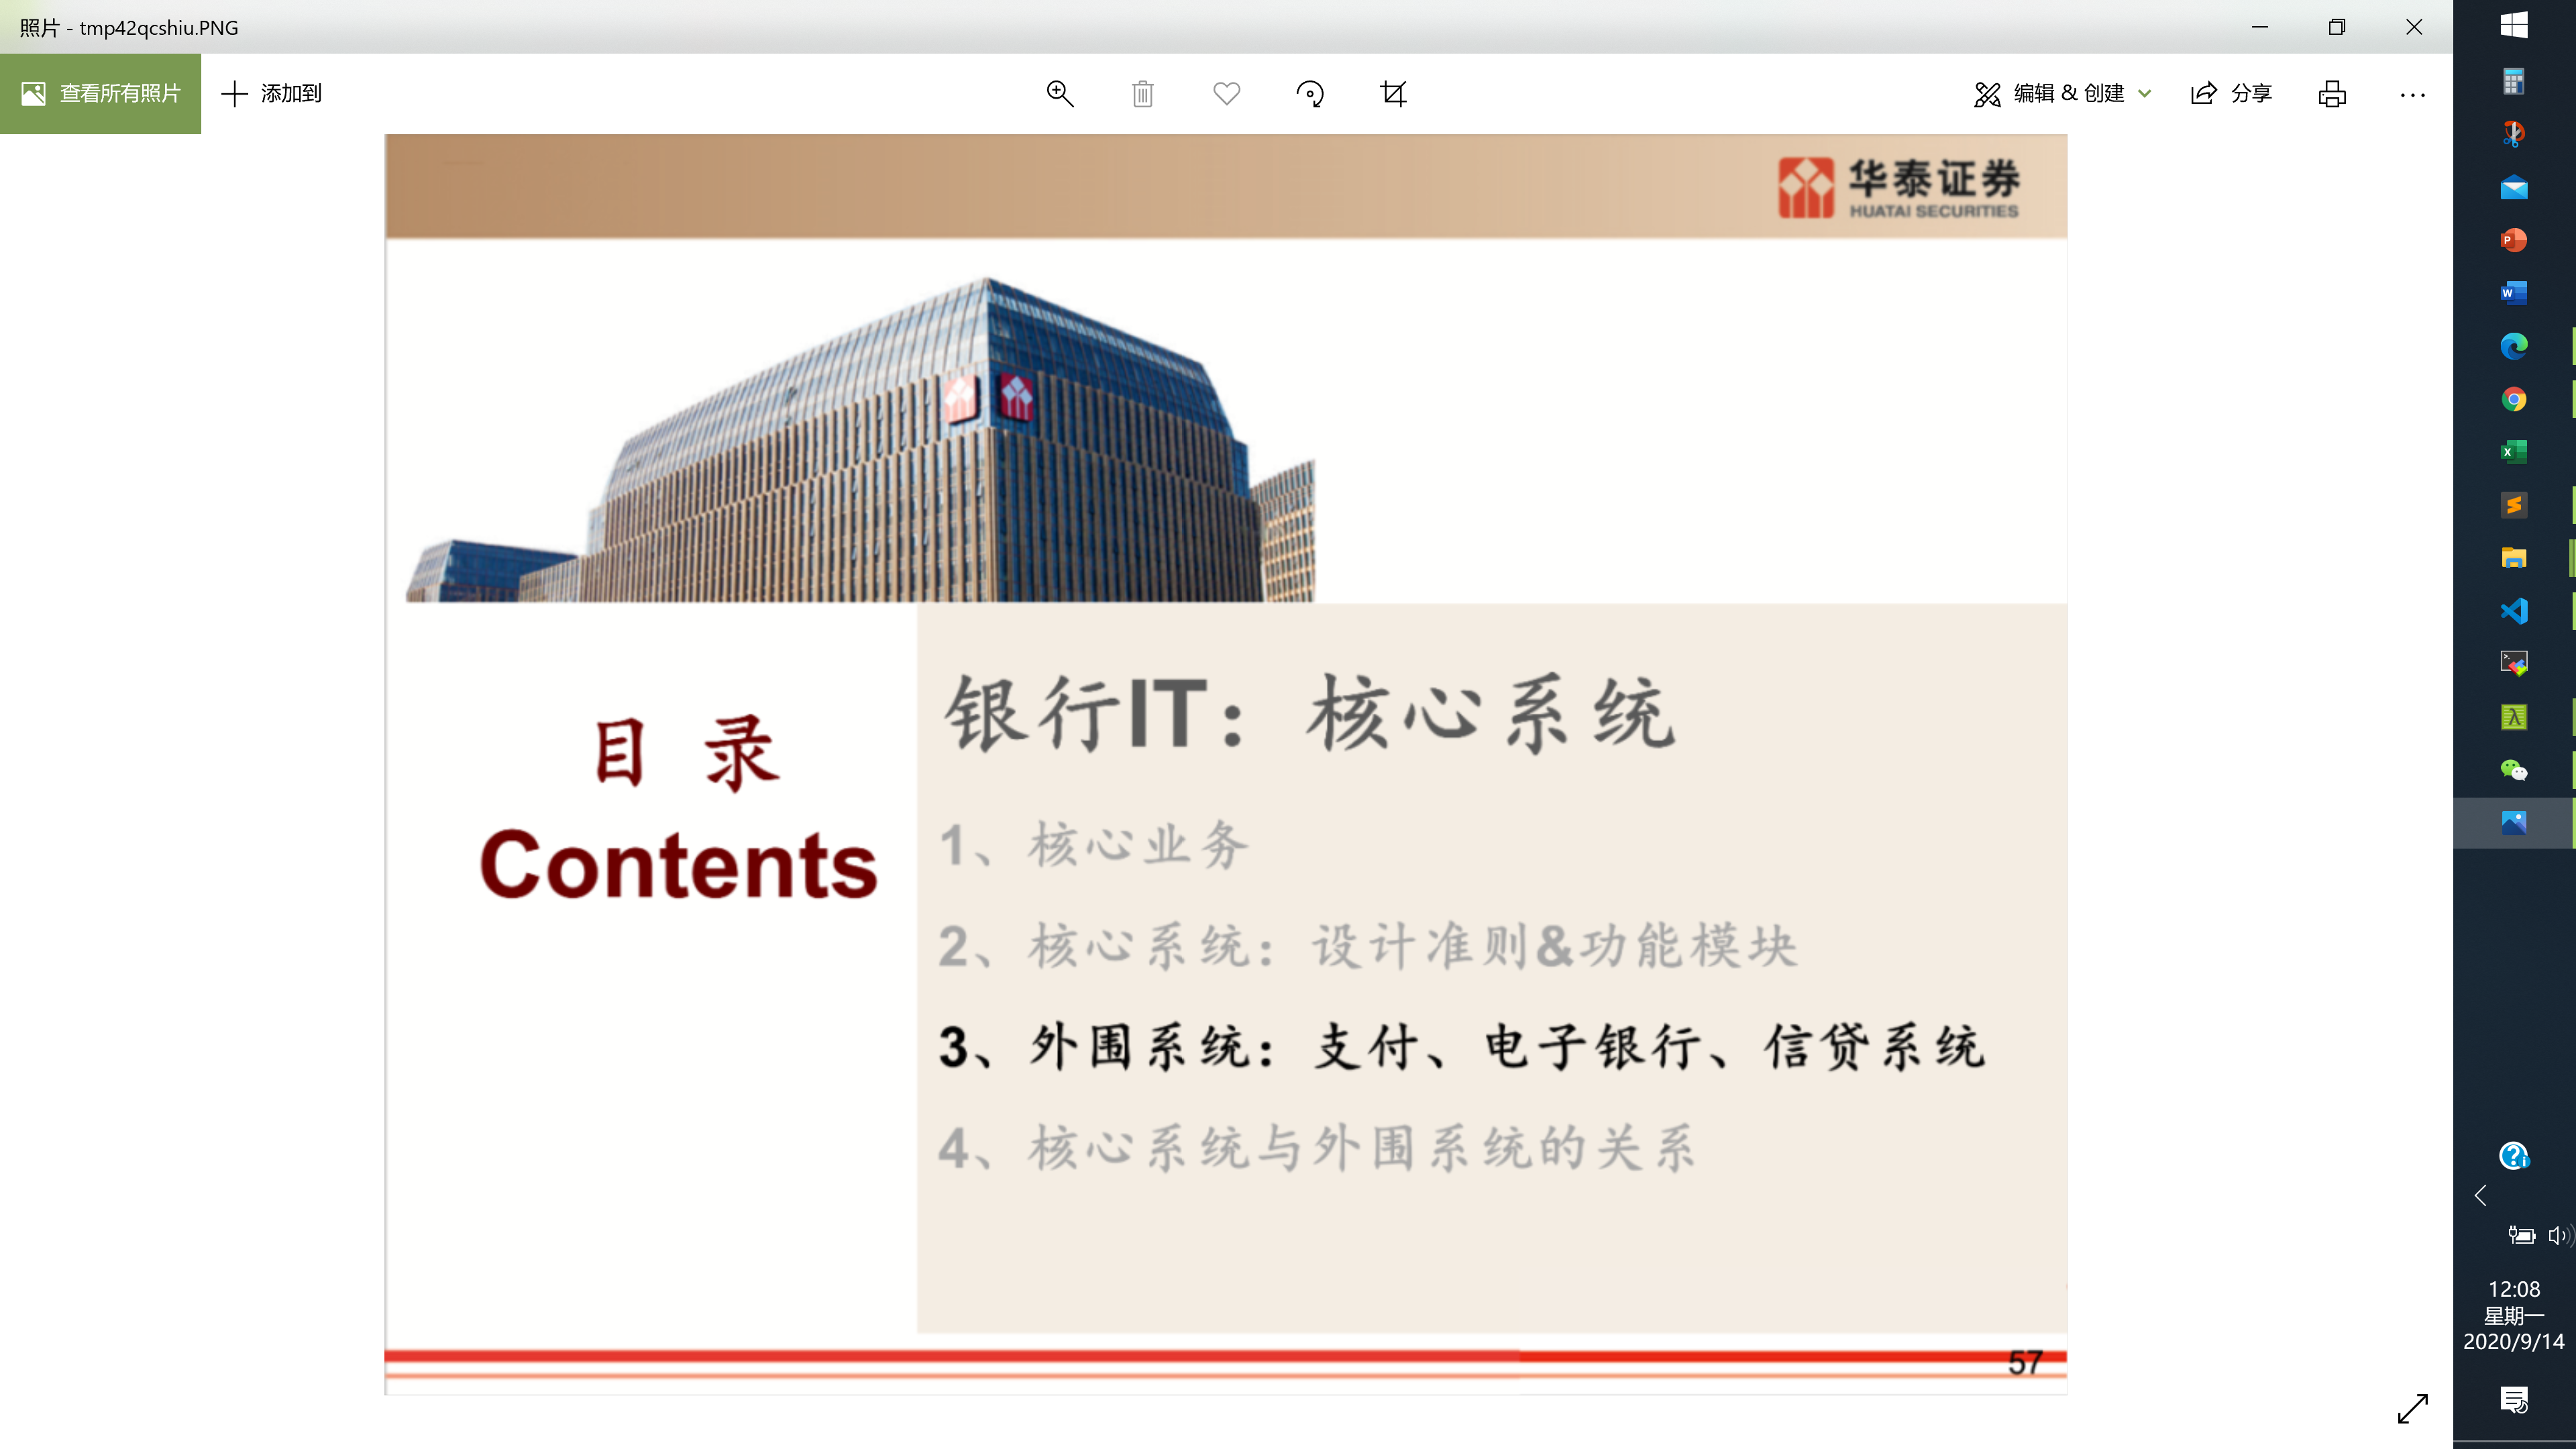 照片 - tmp42qcshiu.PNG
查看所有照片
添加到
编辑 & 创建
分享
华泰证券
HUATAI SECURITIES
目 录
Contents
银行IT：核心系统
1、核心业务
2、核心系统：设计准则&功能模块
3、外围系统：支付、电子银行、信贷系统
4、核心系统与外围系统的关系
57
12:08
星期一
2020/9/14